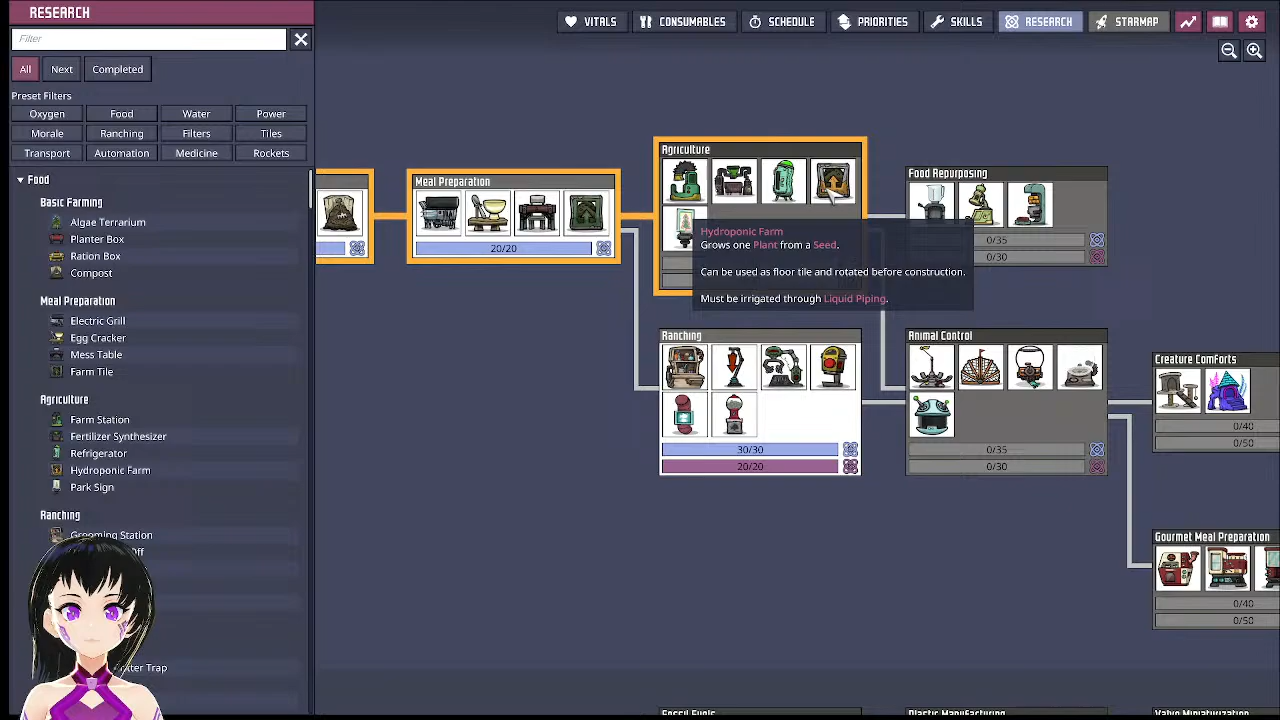 RESEARCH
VITALS
CONSUMABLES
SCHEDULE
PRIORITIES
SKILLS
RESEARCH
STARMAP
Filter
All
Next
Completed
Preset Filters
Oxygen
Food
Water
Power
Morale
Ranching
Filters
Tiles
Transport
Automation
Medicine
Rockets
Food
Basic Farming
Algae Terrarium
Planter Box
Ration Box
Compost
Meal Preparation
Electric Grill
Egg Cracker
Mess Table
Farm Tile
Agriculture
Farm Station
Fertilizer Synthesizer
Refrigerator
Hydroponic Farm
Park Sign
Ranching
Grooming Station
Meal Preparation
20/20
Agriculture
Hydroponic Farm
Grows one Plant from a Seed.
Can be used as floor tile and rotated before construction.
Must be irrigated through Liquid Piping.
Food Repurposing
0/35
0/30
Ranching
30/30
20/20
Animal Control
0/35
0/30
Creature Comforts
0/40
0/50
Gourmet Meal Preparation
0/40
0/50
Fossil Fuels
Plastic Manufacturing
Valve Miniaturization